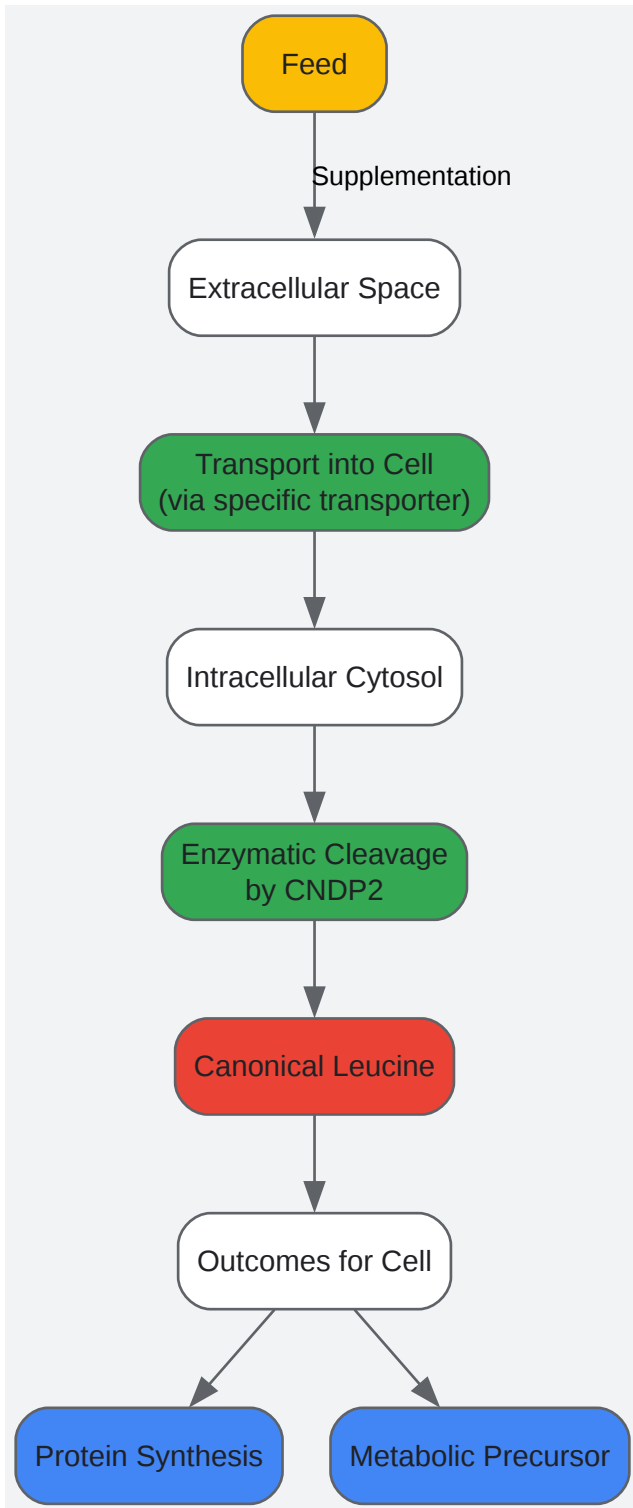 Feed
Supplementation
Extracellular Space
Transport into Cell
(via specific transporter)
Intracellular Cytosol
Enzymatic Cleavage
by CNDP2
Canonical Leucine
Outcomes for Cell
Protein Synthesis
Metabolic Precursor